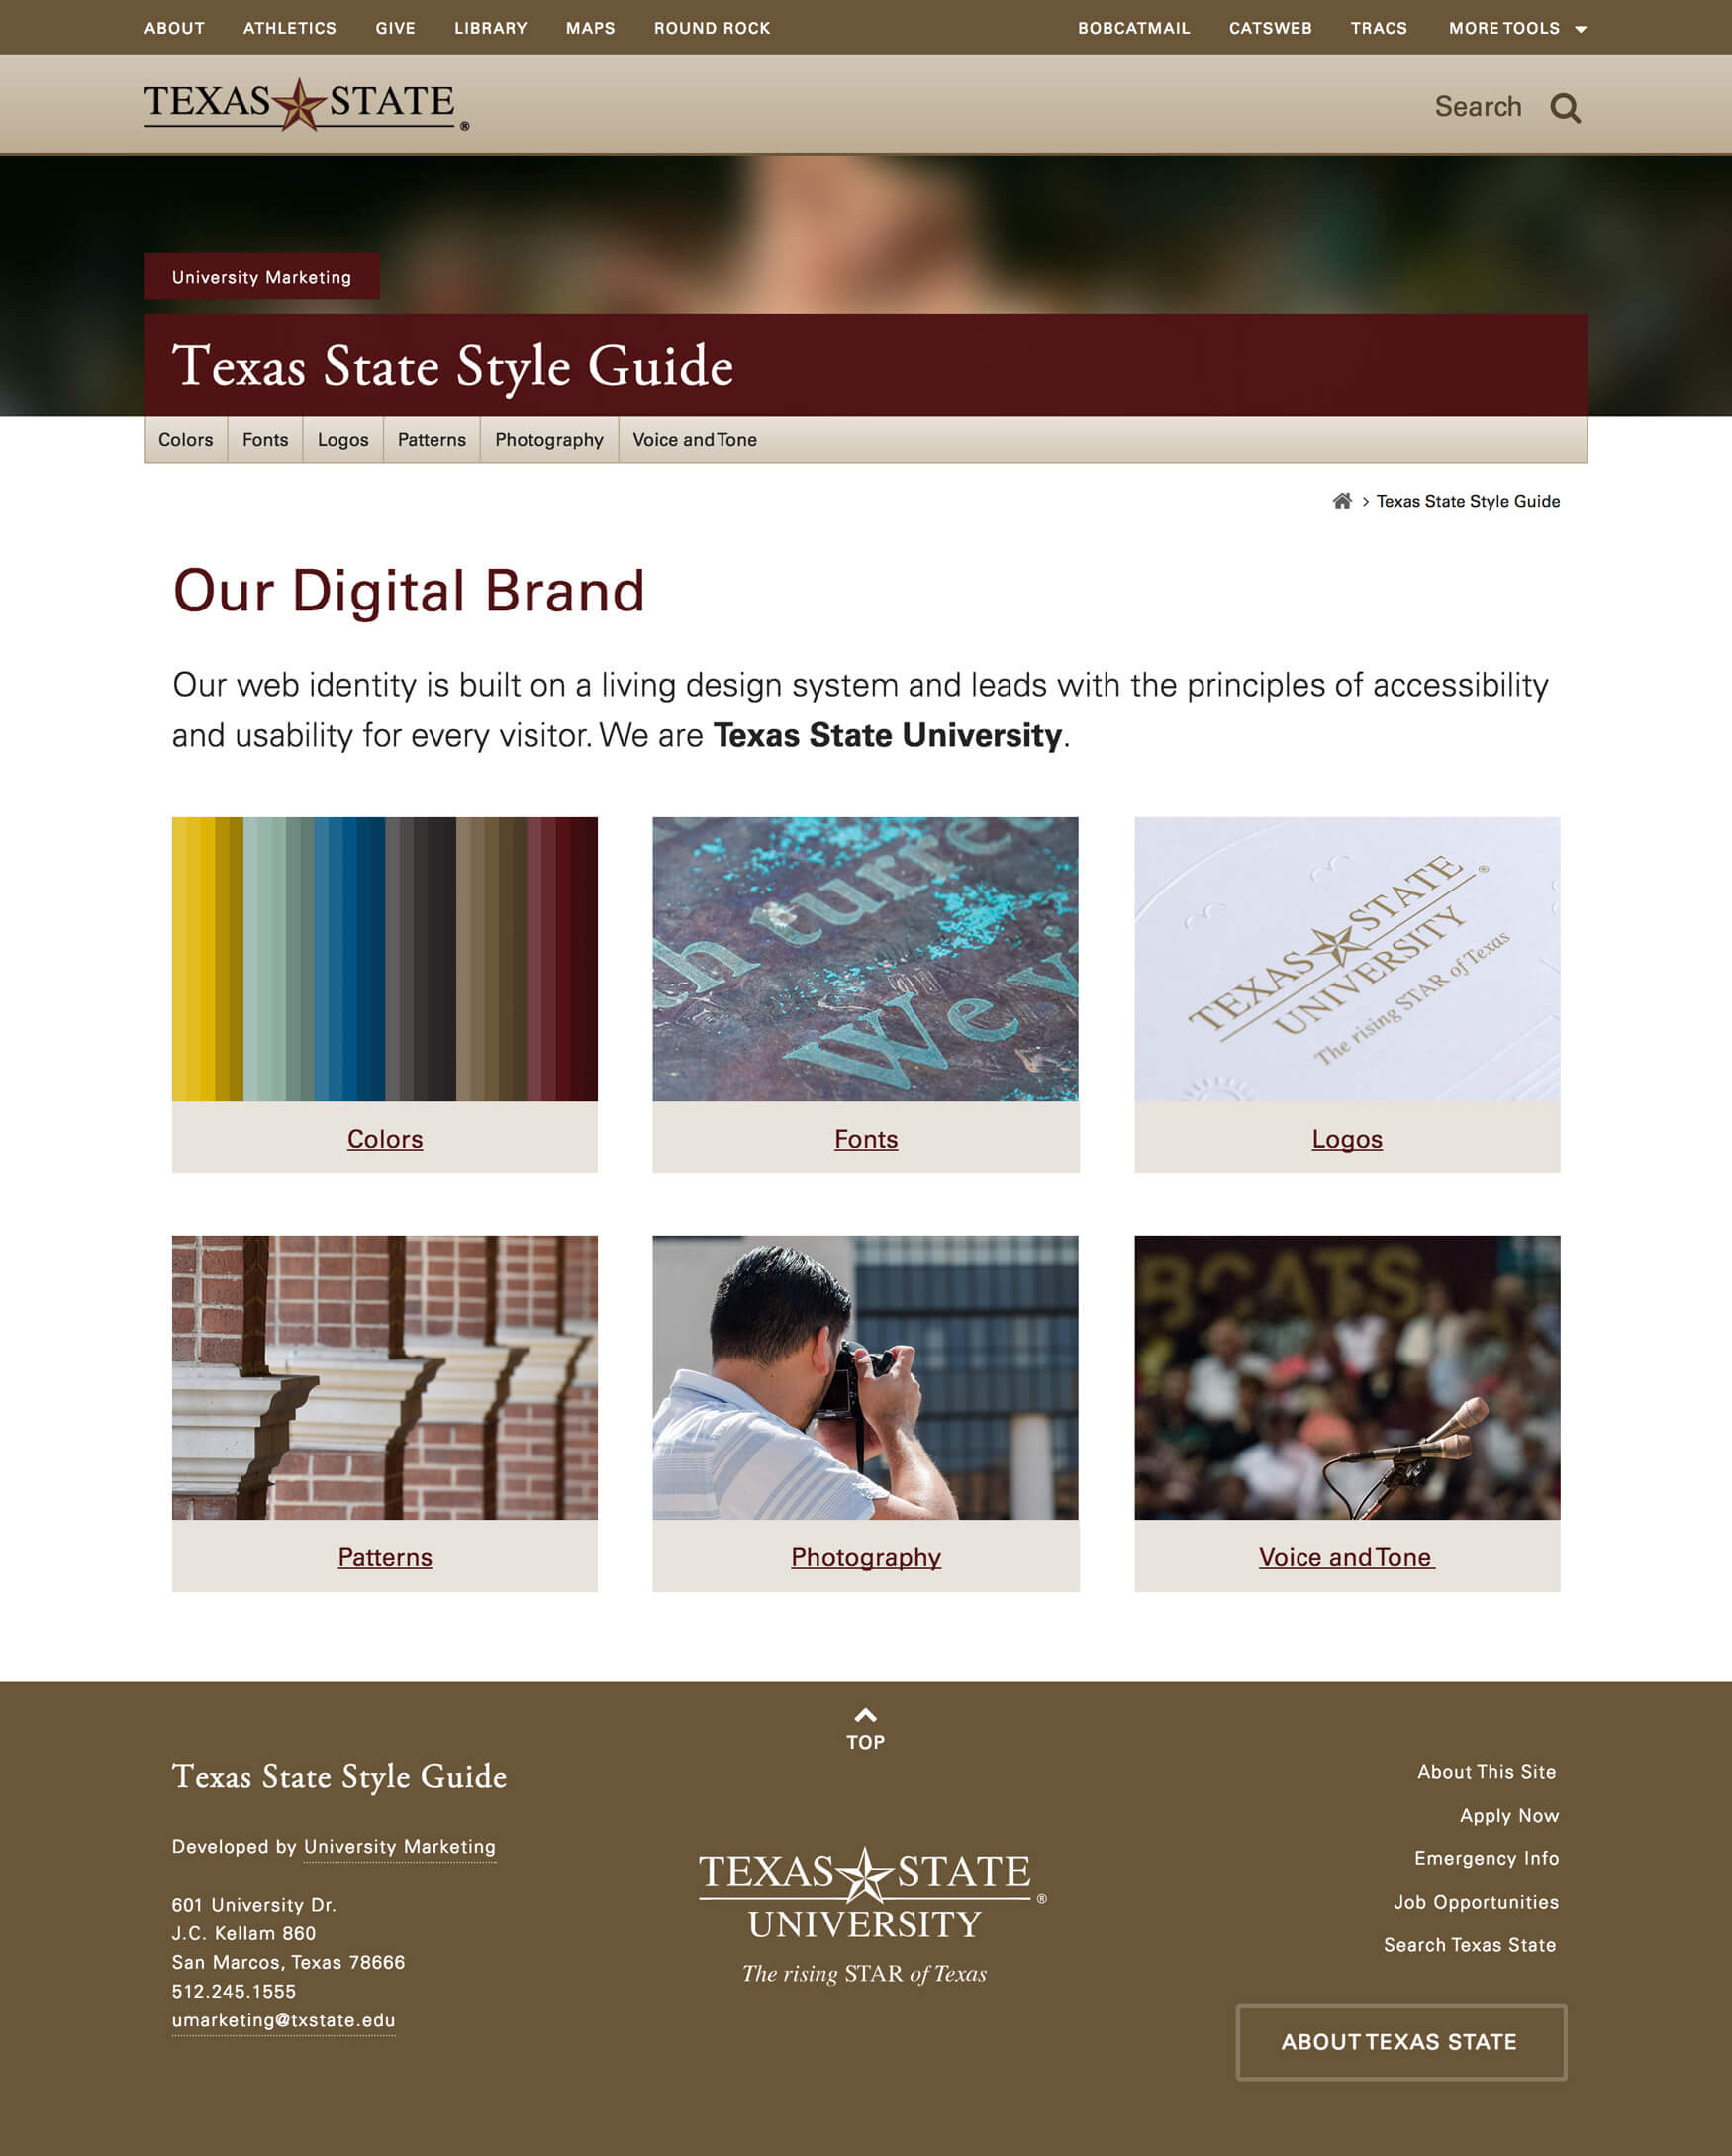 ABOUT ATHLETICS GIVE LIBRARY MAPS ROUND ROCK BOBCATMAIL CATSWEB TRACS MORE TOOLS
TEXAS STATE ®
Search
University Marketing
Texas State Style Guide
Colors Fonts Logos Patterns Photography Voice and Tone
> Texas State Style Guide
Our Digital Brand
Our web identity is built on a living design system and leads with the principles of accessibility
and usability for every visitor. We are Texas State University.
TEXAS STATE ®
UNIVERSITY
The rising STAR of Texas
We
Colors
Fonts
Logos
BCATS
Patterns
Photography
Voice and Tone
TOP
Texas State Style Guide
Developed by University Marketing
601 University Dr.
J.C. Kellam 860
San Marcos, Texas 78666
512.245.1555
umarketing@txstate.edu
TEXAS STATE ®
UNIVERSITY
The rising STAR of Texas
About This Site
Apply Now
Emergency Info
Job Opportunities
Search Texas State
ABOUT TEXAS STATE